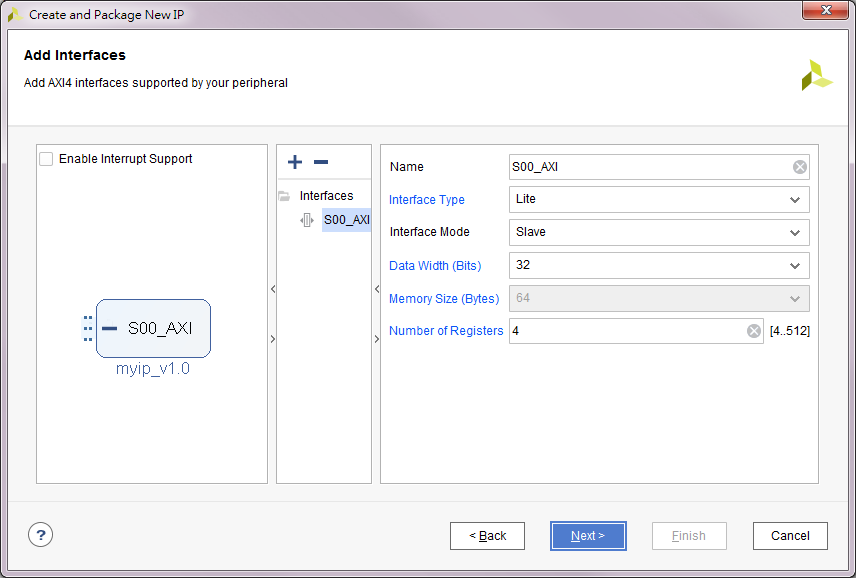 Create and Package New IP
Add Interfaces
Add AXI4 interfaces supported by your peripheral
Enable Interrupt Support
S00_AXI
myip_v1.0
Interfaces
S00_AXI
Name S00_AXI
Interface Type Lite
Interface Mode Slave
Data Width (Bits) 32
Memory Size (Bytes) 64
Number of Registers 4 [4..512]
?
< Back Next > Finish Cancel